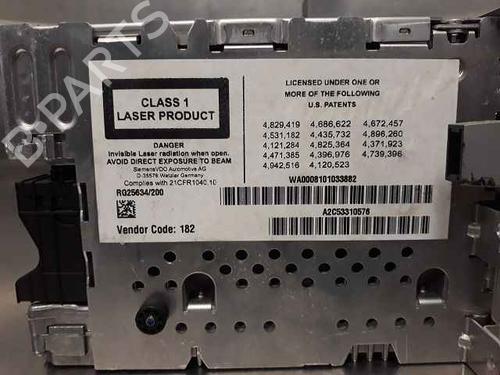 B-PARTS
CLASS 1
LASER PRODUCT
DANGER
Invisible Laser radiation when open.
AVOID DIRECT EXPOSURE TO BEAM
SiemensVDO Automotive AG
D-35576 Wetzlar Germany
Complies with 21CFR1040.10
RG25634/200
Vendor Code: 182
LICENSED UNDER ONE OR
MORE OF THE FOLLOWING
U.S. PATENTS
4,829,419 4,686,622 4,672,457
4,531,182 4,435,732 4,896,260
4,121,284 4,825,364 4,371,923
4,471,385 4,396,976 4,739,396
4,942,516 4,120,523
WA0008101033882
A2C53310576